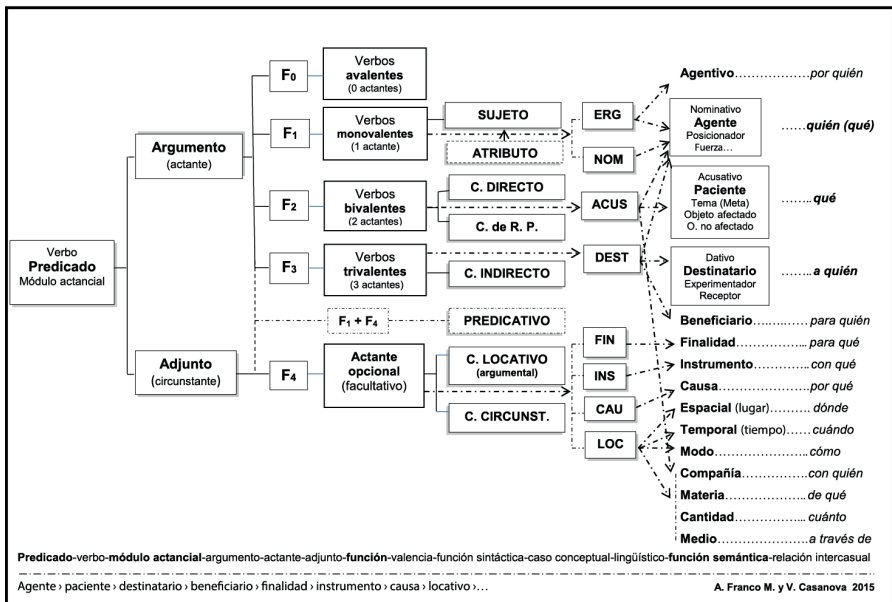 Verbo
Predicado
Módulo actancial
Argumento
(actante)
Adjunto
(circunstante)
F0
F1
F2
F3
F1 + F4
F4
Verbos
avalentes
(0 actantes)
Verbos
monovalentes
(1 actante)
Verbos
bivalentes
(2 actantes)
Verbos
trivalentes
(3 actantes)
Actante
opcional
(facultativo)
SUJETO
ATRIBUTO
C. DIRECTO
C. de R. P.
C. INDIRECTO
PREDICATIVO
C. LOCATIVO
(argumental)
C. CIRCUNST.
ERG
NOM
ACUS
DEST
FIN
INS
CAU
LOC
Agentivo..................por quién
Nominativo
Agente
Posicionador
Fuerza...
........quién (qué)
Acusativo
Paciente
Tema (Meta)
Objeto afectado
O. no afectado
........ qué
Dativo
Destinatario
Experimentador
Receptor
........a quién
Beneficiario..............para quién
Finalidad.................. para qué
Instrumento.............. con qué
Causa........................por qué
Espacial (lugar).......... dónde
Temporal (tiempo)...... cuándo
Modo......................... cómo
Compañía............... con quién
Materia..................... de qué
Cantidad................... cuánto
Medio..................a través de
Predicado-verbo-módulo actancial-argumento-actante-adjunto-función-valencia-función sintáctica-caso conceptual-lingüístico-función semántica-relación intercasual
Agente › paciente › destinatario › beneficiario › finalidad › instrumento › causa › locativo ›...
A. Franco M. y V. Casanova 2015